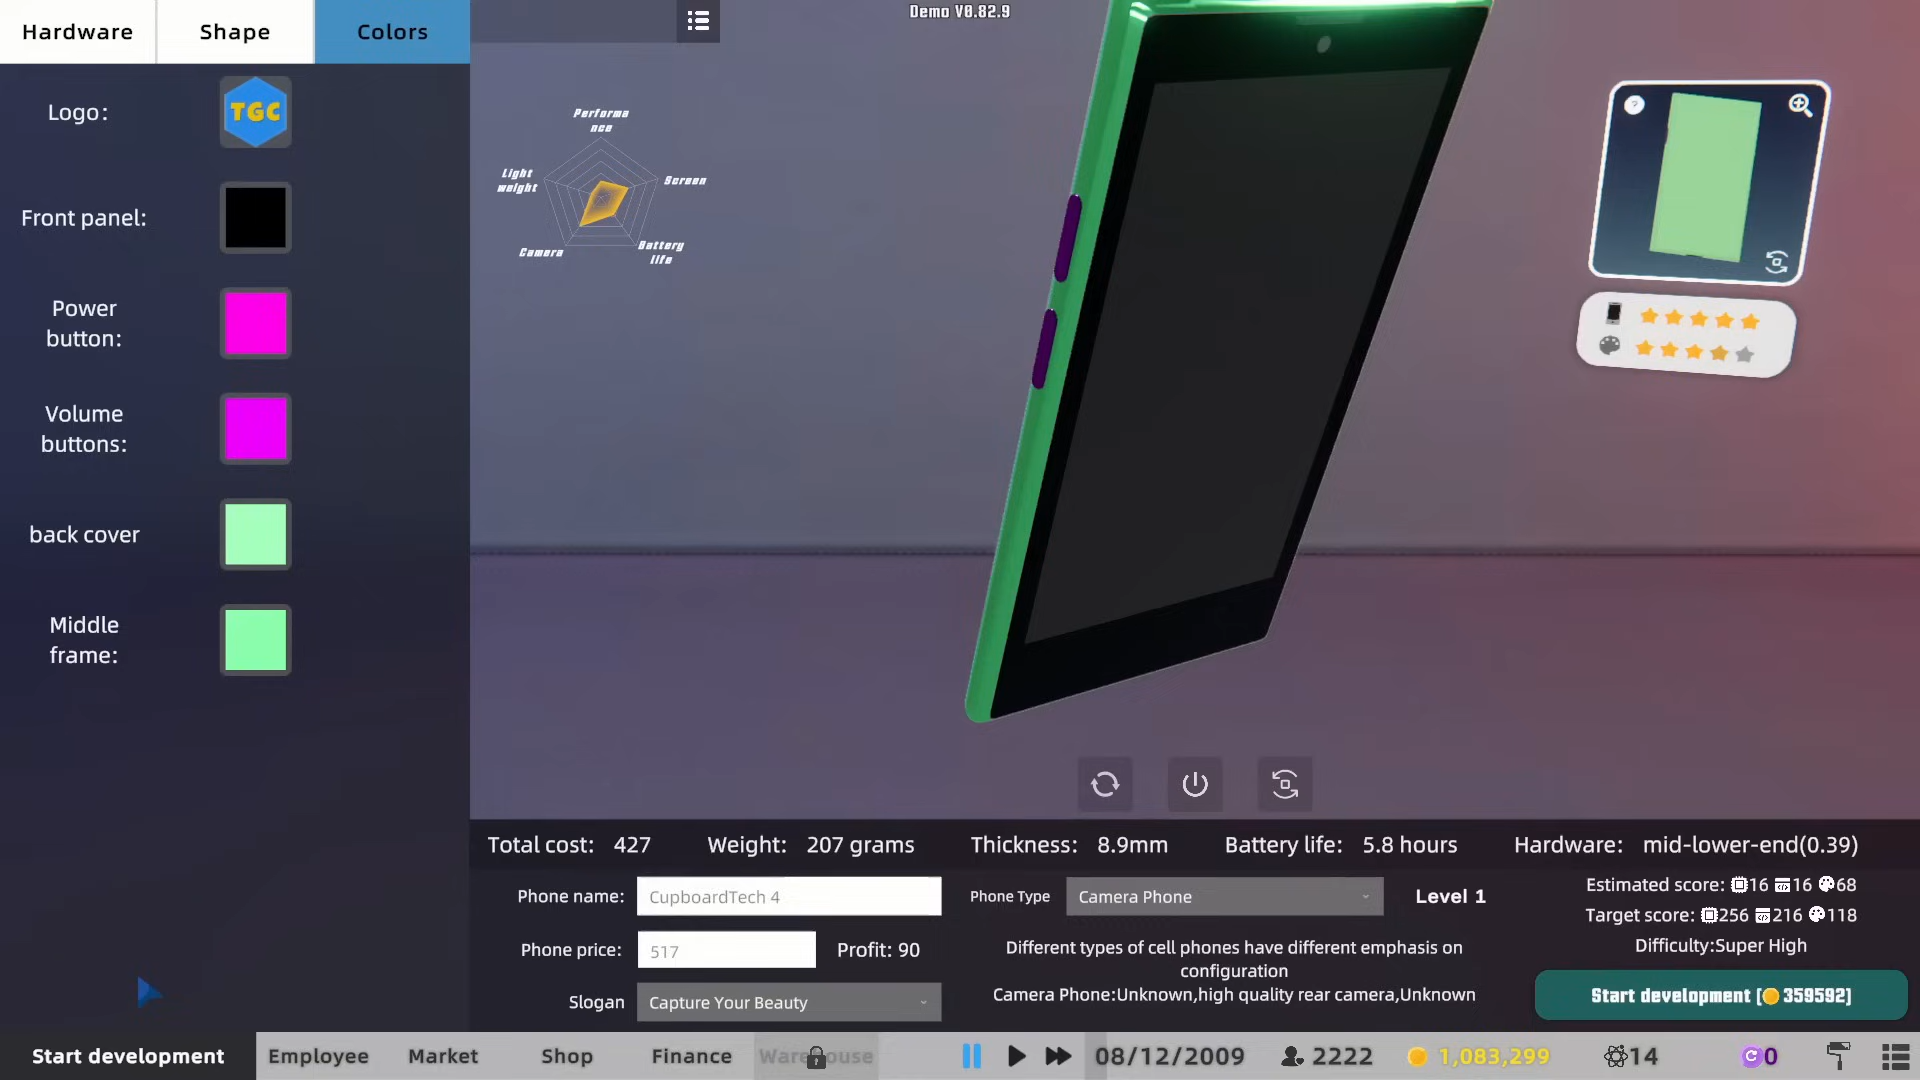 Hardware
Shape
Colors
Demo V0.82.9
Logo:
TGC
Front panel:
Power
button:
Volume
buttons:
back cover
Middle
frame:
Performa
nce
Light
weight
Screen
Camera
Battery
life
?
Total cost: 427
Weight: 207 grams
Thickness: 8.9mm
Battery life: 5.8 hours
Hardware: mid-lower-end(0.39)
Phone name: CupboardTech 4
Phone Type Camera Phone
Level 1
Estimated score: 16 16 68
Target score: 256 216 118
Difficulty:Super High
Phone price: 517
Profit: 90
Different types of cell phones have different emphasis on
configuration
Camera Phone:Unknown,high quality rear camera,Unknown
Slogan Capture Your Beauty
Start development [359592]
Start development
Employee
Market
Shop
Finance
Warehouse
08/12/2009
2222
1,083,299
14
0